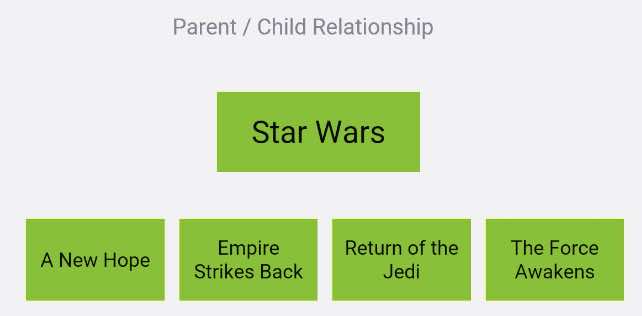 Parent / Child Relationship
Star Wars
A New Hope
Empire
Strikes Back
Return of the
Jedi
The Force
Awakens